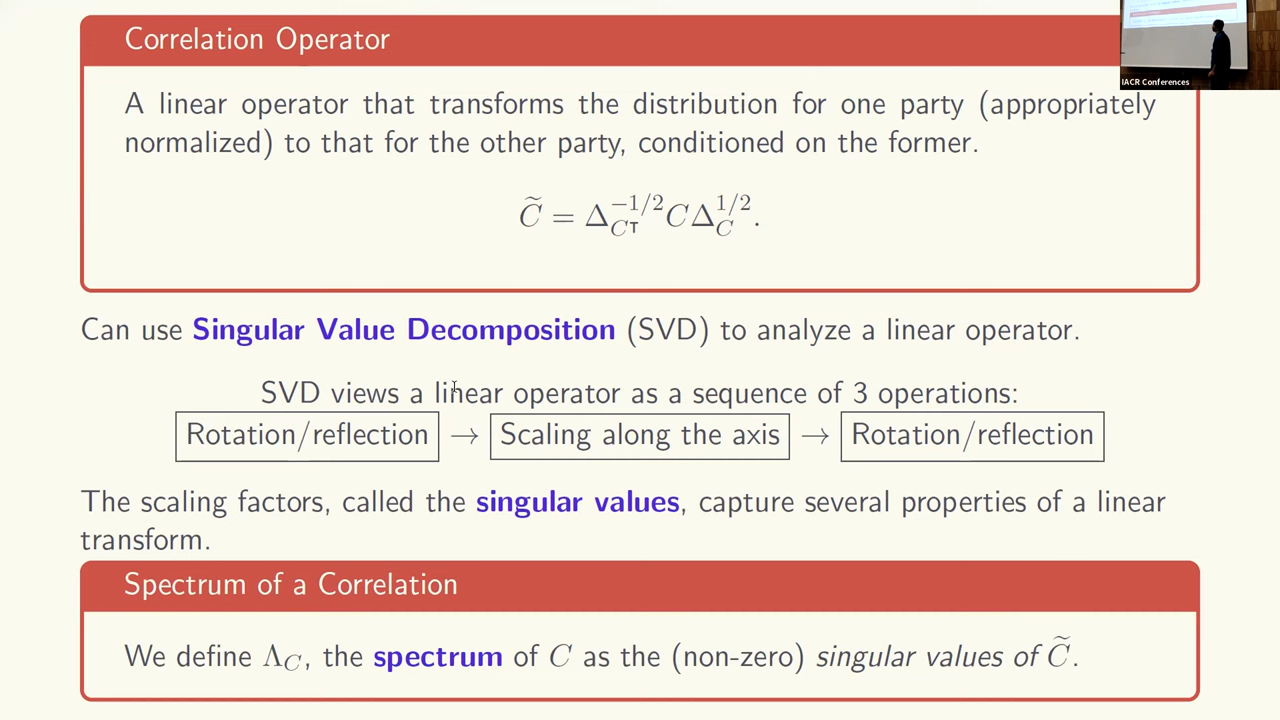 Correlation Operator
IACR Conferences
A linear operator that transforms the distribution for one party (appropriately
normalized) to that for the other party, conditioned on the former.
C̃ = Δ_{C^⊺}^{-1/2} C Δ_C^{1/2}.
Can use Singular Value Decomposition (SVD) to analyze a linear operator.
SVD views a linear operator as a sequence of 3 operations:
Rotation/reflection → Scaling along the axis → Rotation/reflection
The scaling factors, called the singular values, capture several properties of a linear
transform.
Spectrum of a Correlation
We define Λ_C, the spectrum of C as the (non-zero) singular values of C̃.